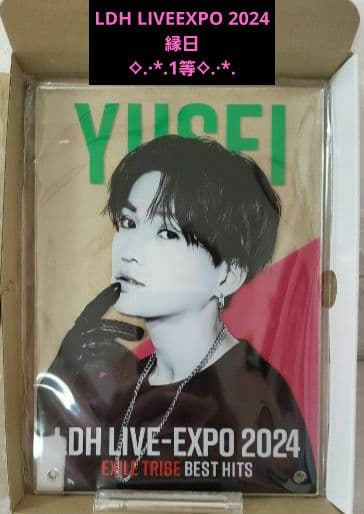 LDH LIVEEXPO 2024
縁日
✧.·*.1等✧.·*.
YUSEI
LDH LIVE-EXPO 2024
EXILE TRIBE BEST HITS